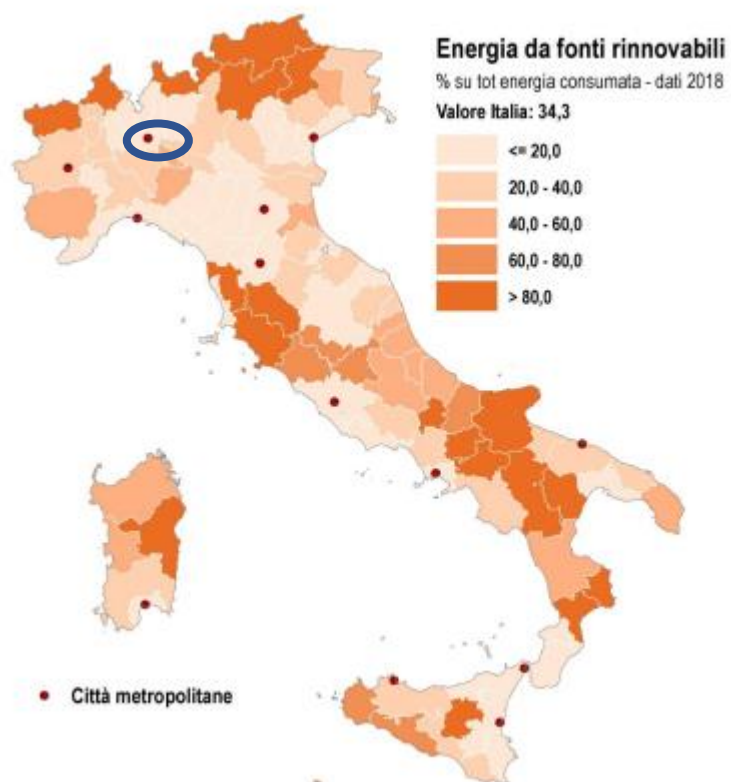 Energia da fonti rinnovabili
% su tot energia consumata - dati 2018
Valore Italia: 34,3
<= 20,0
20,0 - 40,0
40,0 - 60,0
60,0 - 80,0
> 80,0
Città metropolitane